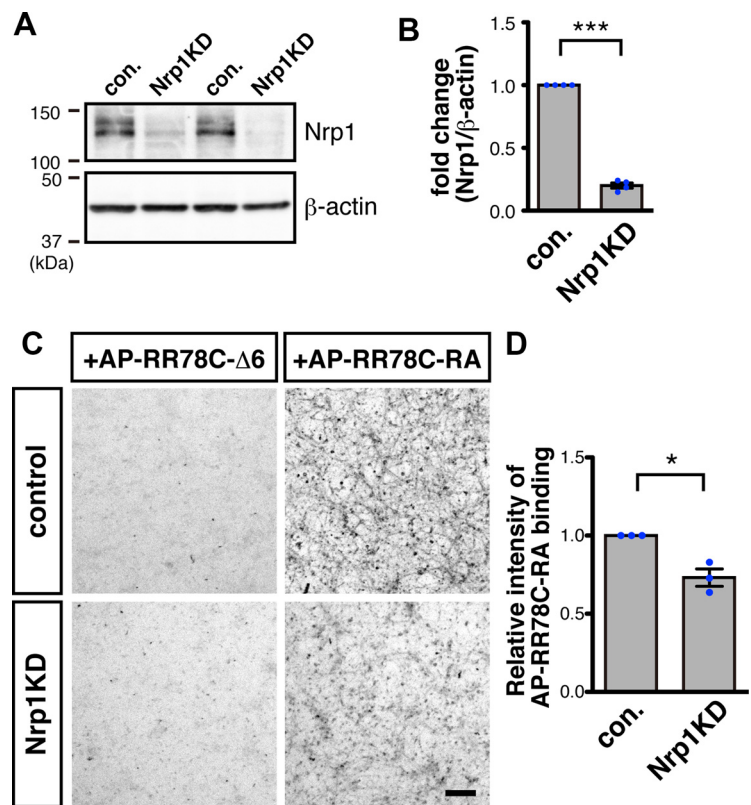 A
con.
Nrp1KD
con.
Nrp1KD
150
100
Nrp1
50
37
β-actin
(kDa)
B
fold change
(Nrp1/β-actin)
1.5
1.0
0.5
0.0
***
con.
Nrp1KD
C
+AP-RR78C-Δ6
+AP-RR78C-RA
control
Nrp1KD
D
Relative intensity of
AP-RR78C-RA binding
1.5
1.0
0.5
0.0
*
con.
Nrp1KD